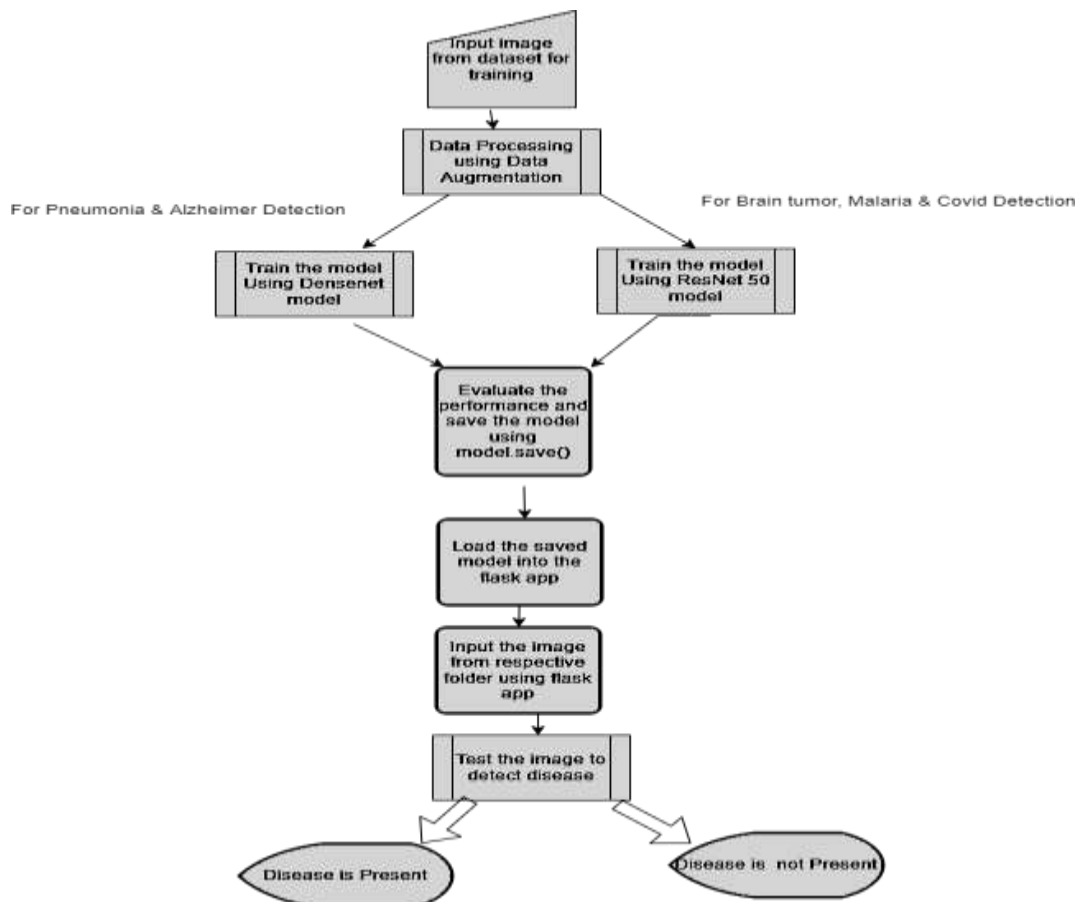 Input image
from dataset for
training
Data Processing
using Data
Augmentation
For Pneumonia & Alzheimer Detection
For Brain tumor, Malaria & Covid Detection
Train the model
Using Densenet
model
Train the model
Using ResNet 50
model
Evaluate the
performance and
save the model
using
model.save()
Load the saved
model into the
flask app
Input the image
from respective
folder using flask
app
Test the image to
detect disease
Disease is Present
Disease is not Present